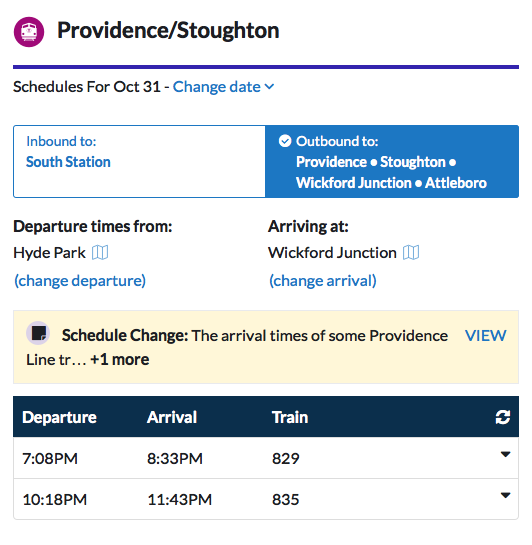 Providence/Stoughton
Schedules For Oct 31 - Change date
Inbound to:
South Station
Outbound to:
Providence • Stoughton •
Wickford Junction • Attleboro
Departure times from:
Hyde Park
(change departure)
Arriving at:
Wickford Junction
(change arrival)
Schedule Change: The arrival times of some Providence
Line tr… +1 more
VIEW
Departure Arrival Train
7:08PM 8:33PM 829
10:18PM 11:43PM 835